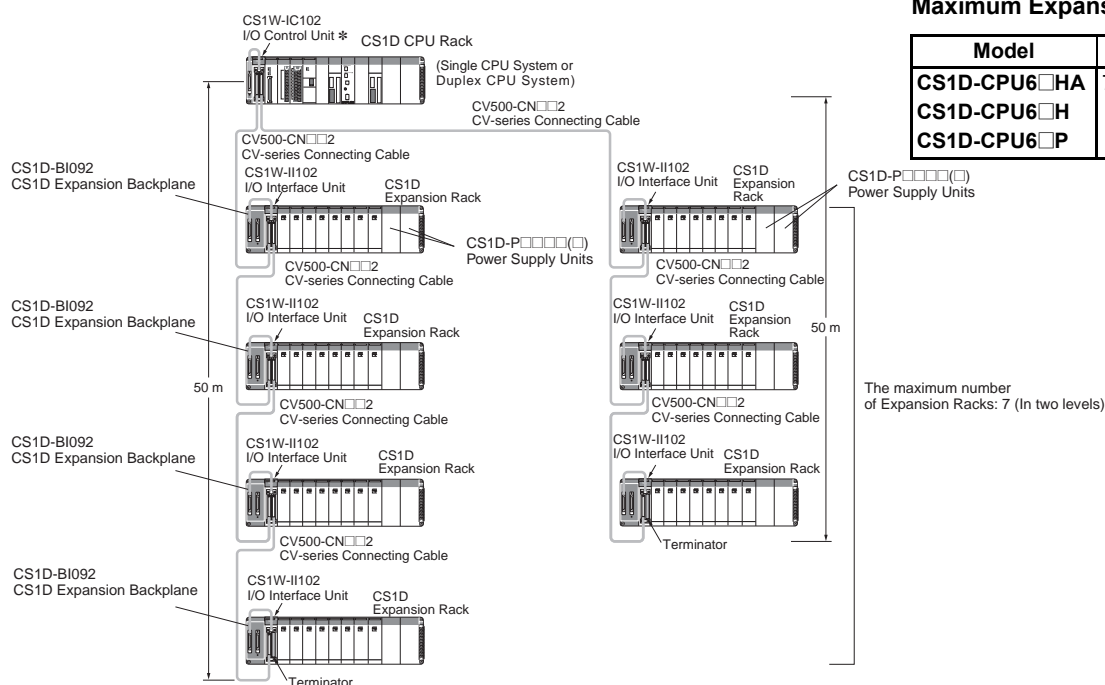 CS1W-IC102
I/O Control Unit *
CS1D CPU Rack
(Single CPU System or
Duplex CPU System)
CV500-CN□□2
CV-series Connecting Cable
CV500-CN□□2
CV-series Connecting Cable
CS1D-BI092
CS1D Expansion Backplane
CS1W-II102
I/O Interface Unit
CS1D
Expansion Rack
CS1D-P□□□□(□)
Power Supply Units
CV500-CN□□2
CV-series Connecting Cable
CS1D-BI092
CS1D Expansion Backplane
CS1W-II102
I/O Interface Unit
CS1D
Expansion Rack
50 m
CV500-CN□□2
CV-series Connecting Cable
CS1D-BI092
CS1D Expansion Backplane
CS1W-II102
I/O Interface Unit
CS1D
Expansion Rack
CV500-CN□□2
CV-series Connecting Cable
CS1D-BI092
CS1D Expansion Backplane
CS1W-II102
I/O Interface Unit
CS1D
Expansion Rack
Terminator
CS1W-II102
I/O Interface Unit
CS1D
Expansion
Rack
CS1D-P□□□□(□)
Power Supply Units
CV500-CN□□2
CV-series Connecting Cable
CS1W-II102
I/O Interface Unit
CS1D
Expansion
Rack
50 m
CV500-CN□□2
CV-series Connecting Cable
CS1W-II102
I/O Interface Unit
CS1D
Expansion Rack
Terminator
The maximum number
of Expansion Racks: 7 (In two levels)
Maximum Expans
Model
CS1D-CPU6□HA
CS1D-CPU6□H
CS1D-CPU6□P